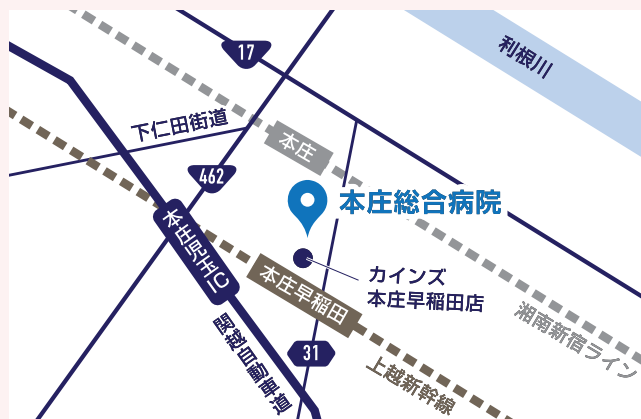 17
利根川
下仁田街道
本庄
462
本庄総合病院
本庄児玉IC
カインズ
本庄早稲田店
本庄早稲田
湘南新宿ライン
関越自動車道
31
上越新幹線